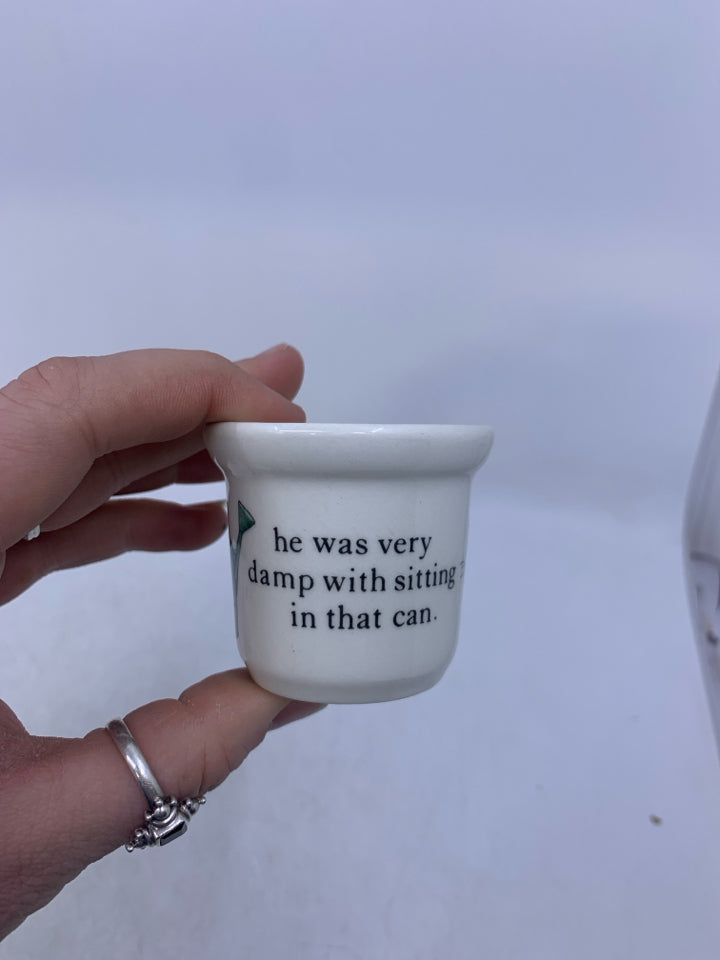 he was very
damp with sitting
in that can.